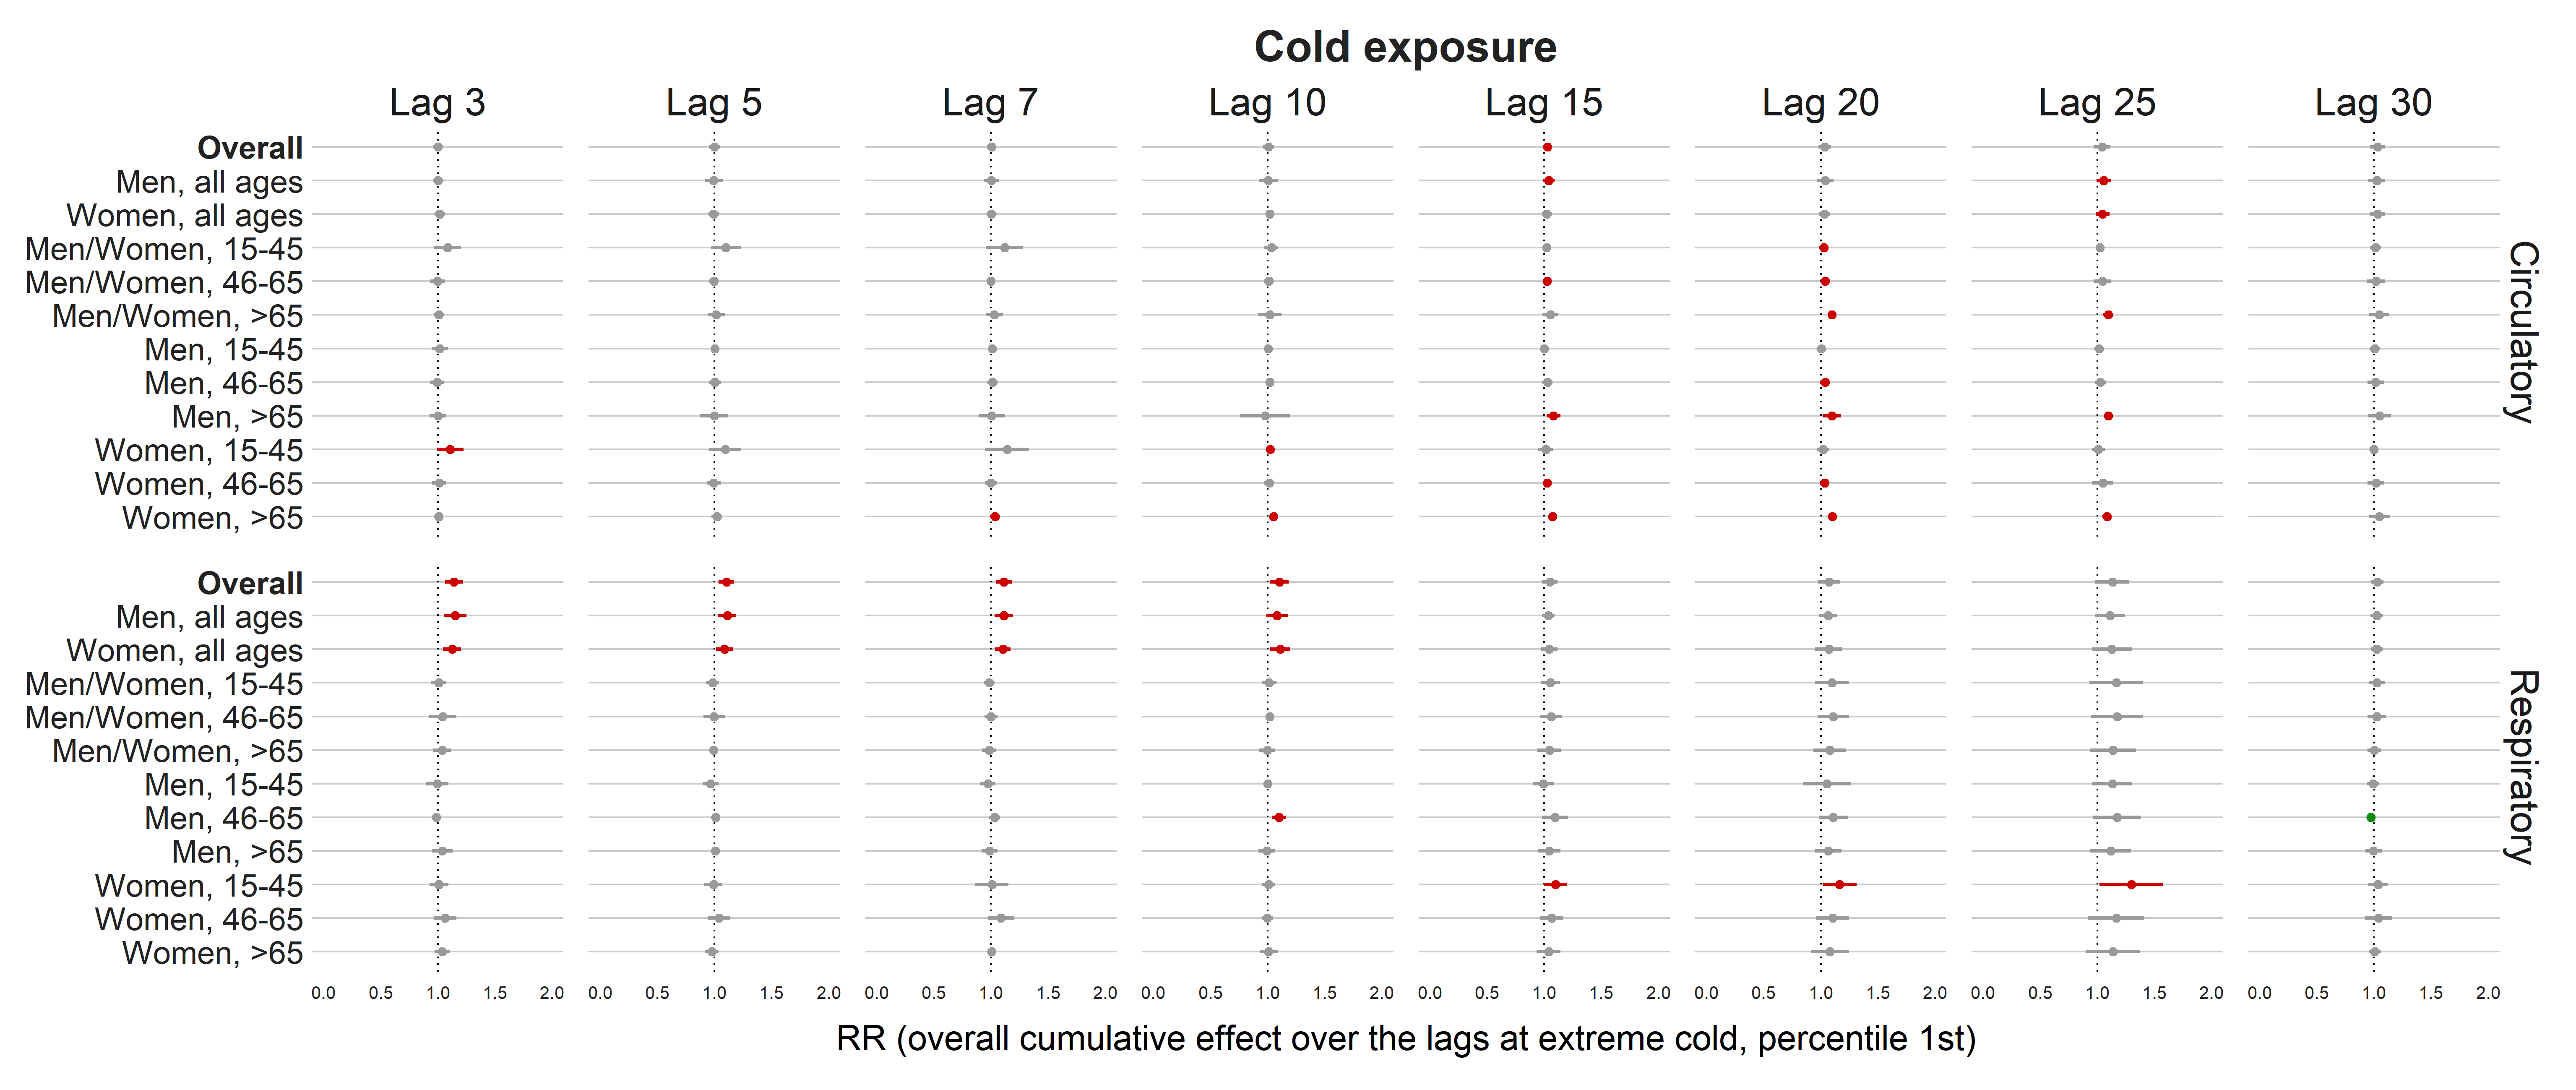 Cold exposure
Lag 3 Lag 5 Lag 7 Lag 10 Lag 15 Lag 20 Lag 25 Lag 30
Overall
Men, all ages
Women, all ages
Men/Women, 15-45
Men/Women, 46-65
Men/Women, >65
Men, 15-45
Men, 46-65
Men, >65
Women, 15-45
Women, 46-65
Women, >65
Circulatory
Overall
Men, all ages
Women, all ages
Men/Women, 15-45
Men/Women, 46-65
Men/Women, >65
Men, 15-45
Men, 46-65
Men, >65
Women, 15-45
Women, 46-65
Women, >65
Respiratory
0.0 0.5 1.0 1.5 2.0 0.0 0.5 1.0 1.5 2.0 0.0 0.5 1.0 1.5 2.0 0.0 0.5 1.0 1.5 2.0 0.0 0.5 1.0 1.5 2.0 0.0 0.5 1.0 1.5 2.0 0.0 0.5 1.0 1.5 2.0 0.0 0.5 1.0 1.5 2.0
RR (overall cumulative effect over the lags at extreme cold, percentile 1st)